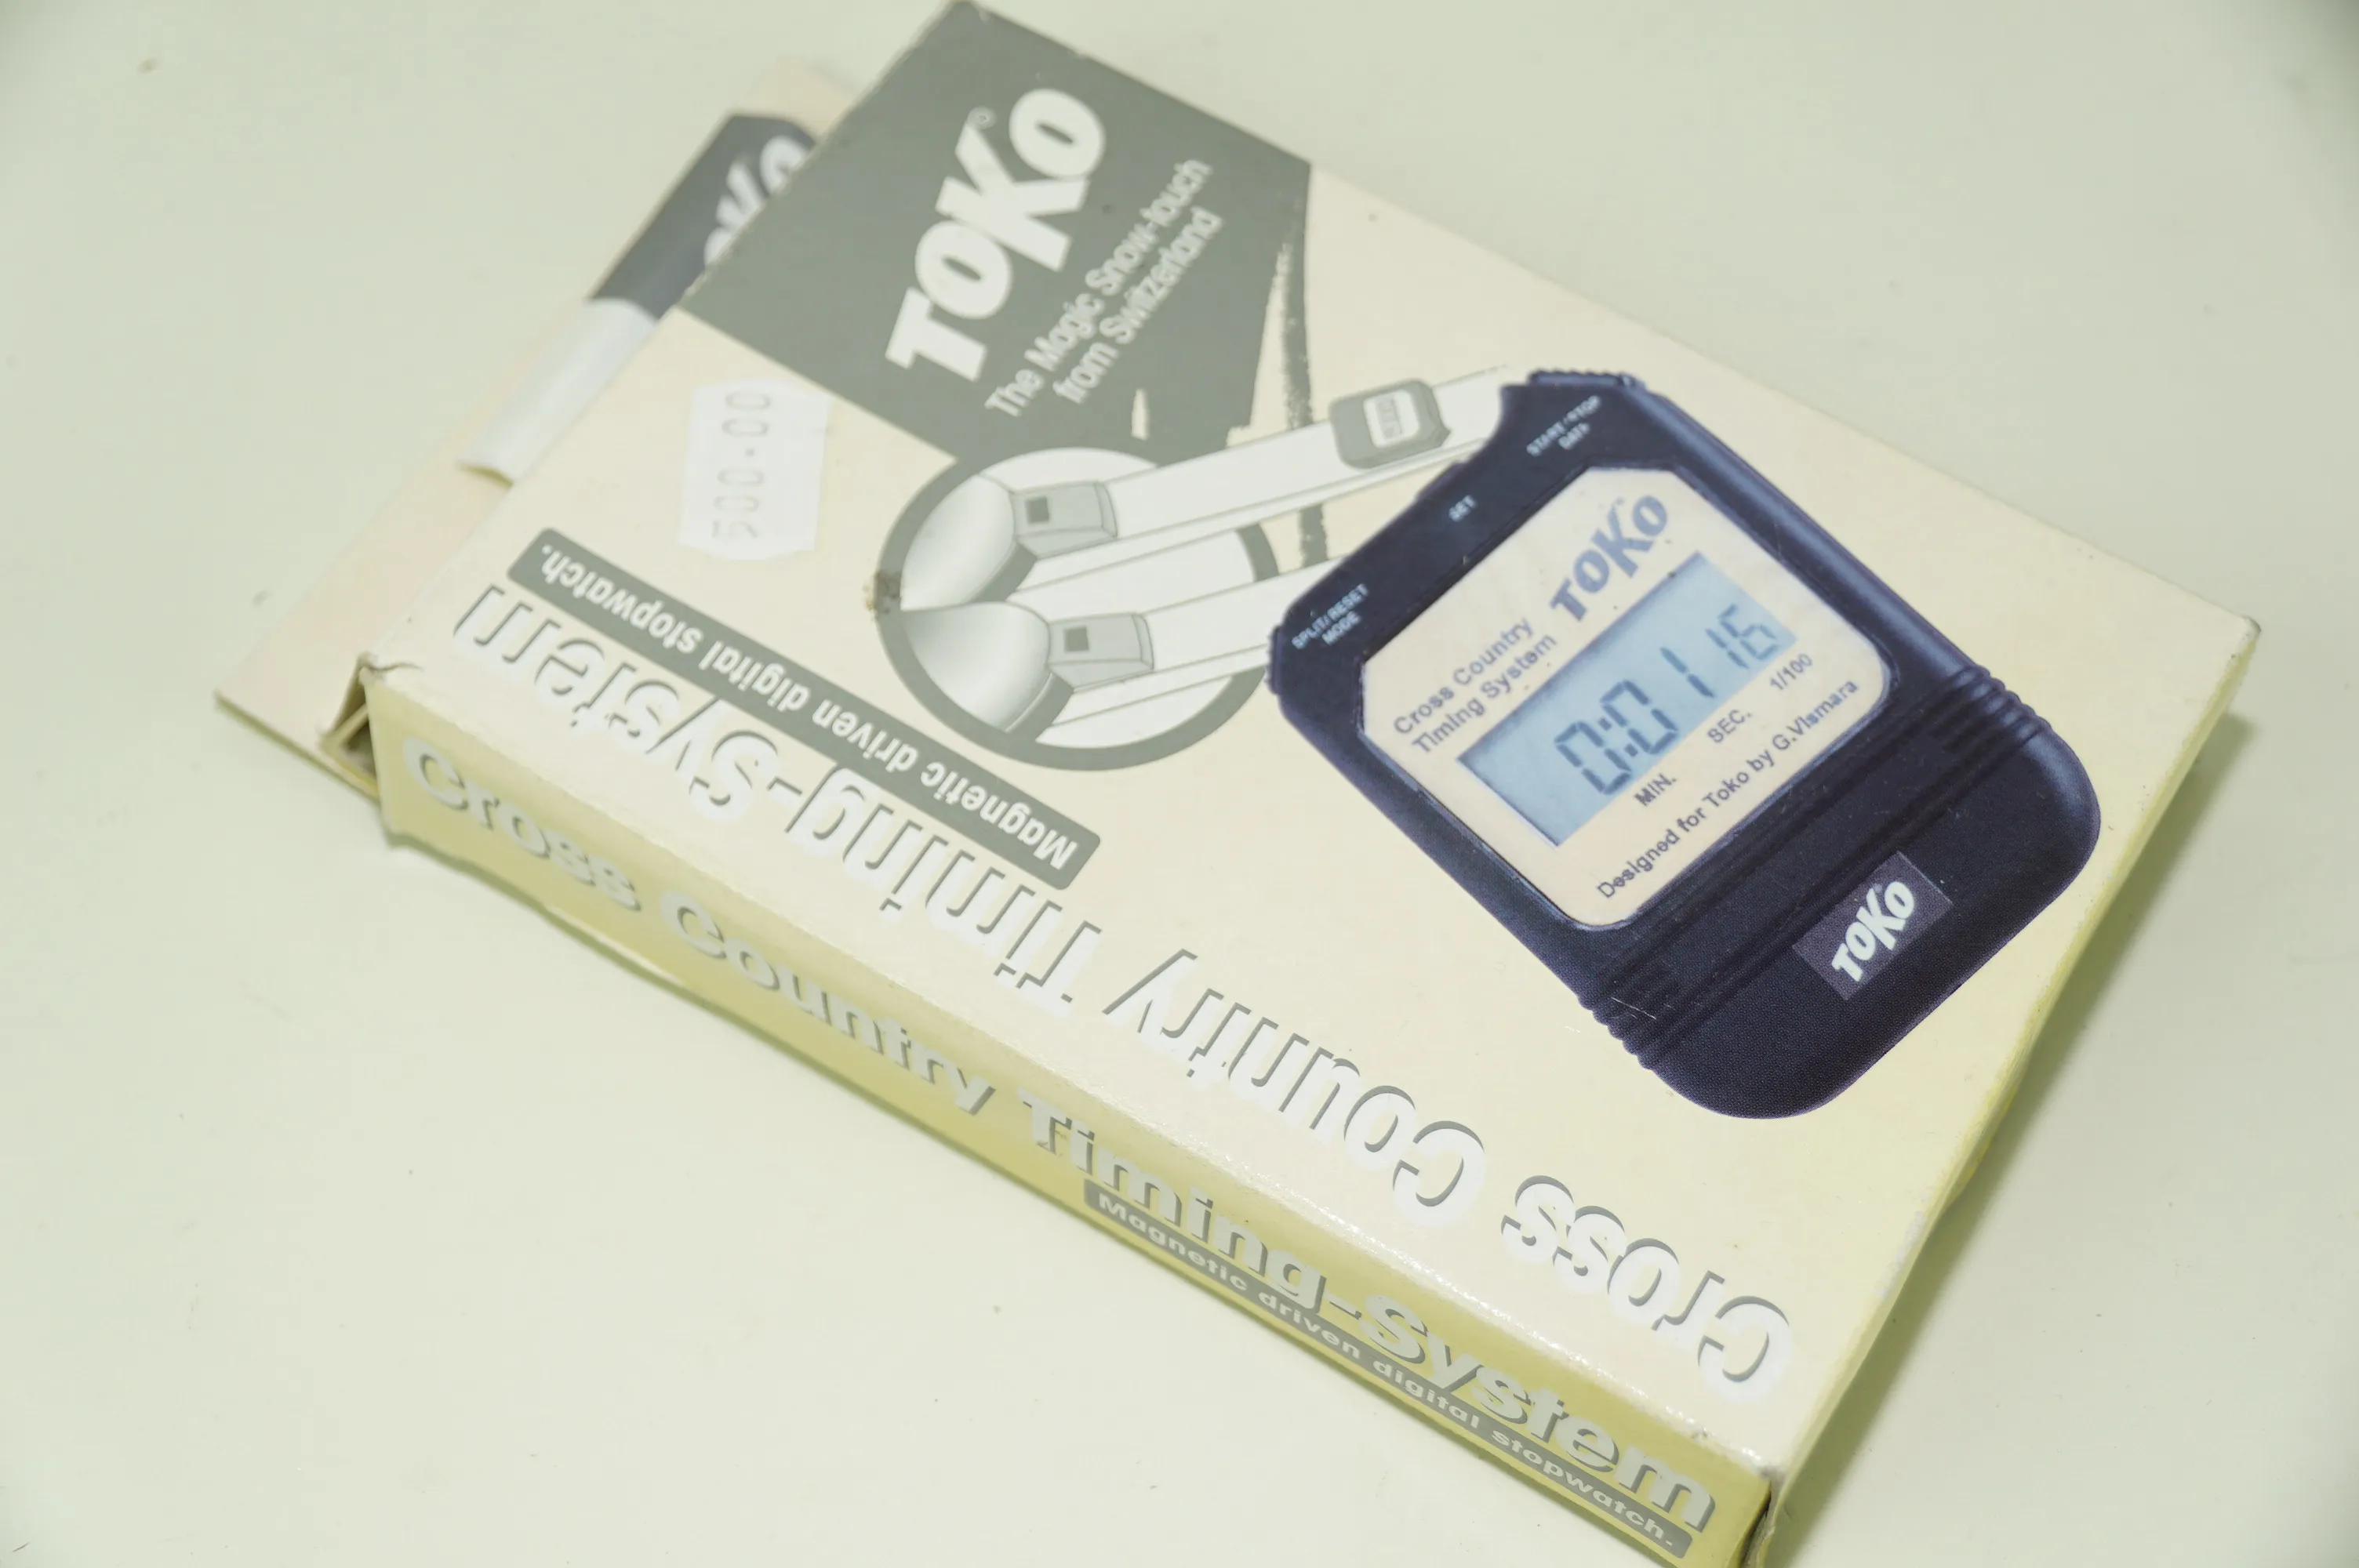 TOKO®
The Magic Snow-touch
from Switzerland
TOKO
500-00
START/STOP
DATE
SET
SPLIT/RESET
MODE
Cross Country
Timing System
TOKO
0:01 16
MIN.
SEC.
1/100
Designed for Toko by G.Vismara
TOKO
Cross Country Timing-System
Magnetic driven digital stopwatch.
Cross Country Timing-System
Magnetic driven digital stopwatch.